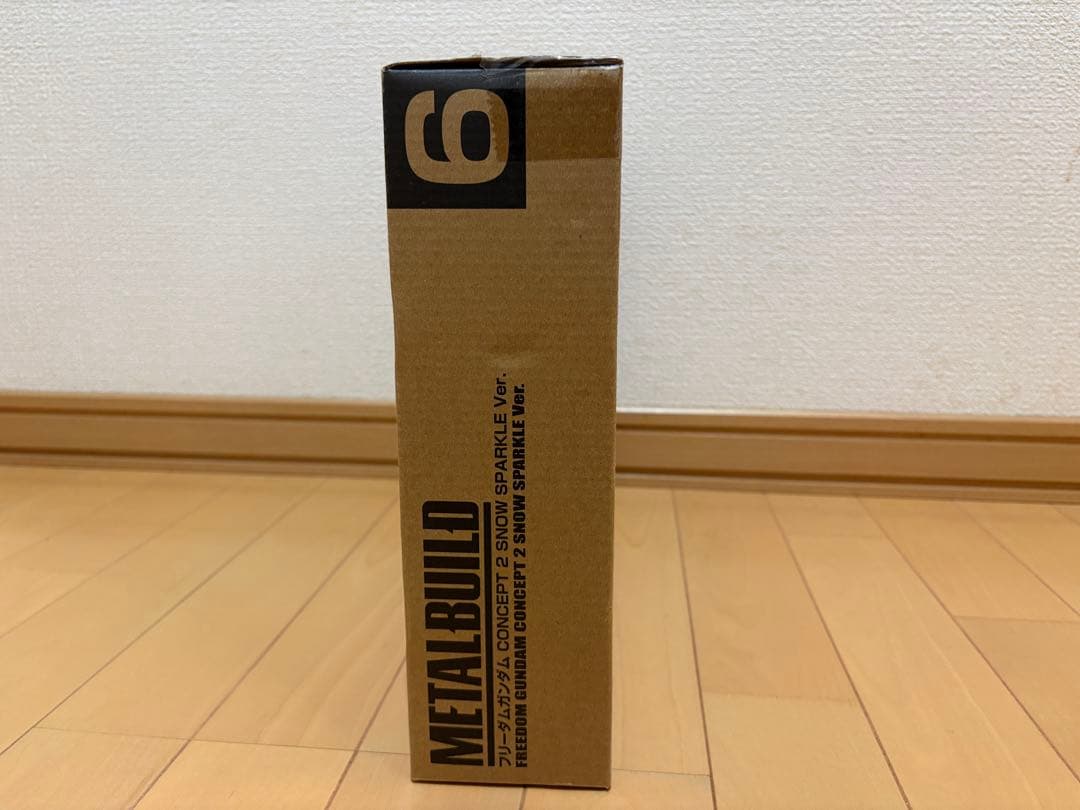 6
METALBUILD
フリーダムガンダム CONCEPT 2 SNOW SPARKLE Ver.
FREEDOM GUNDAM CONCEPT 2 SNOW SPARKLE Ver.